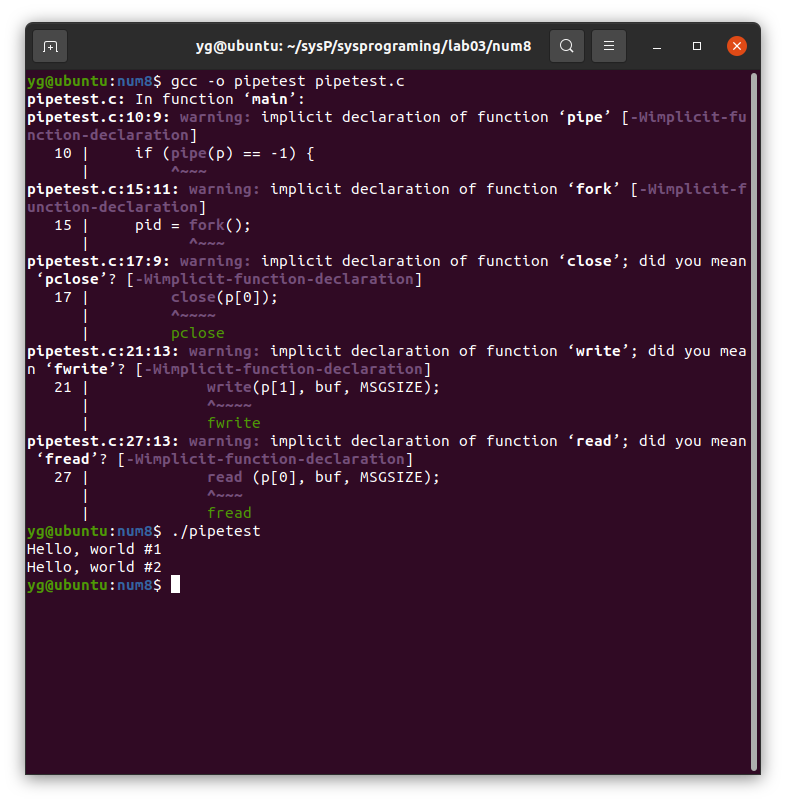 yg@ubuntu: ~/sysP/sysprograming/lab03/num8
yg@ubuntu:num8$ gcc -o pipetest pipetest.c
pipetest.c: In function ‘main’:
pipetest.c:10:9: warning: implicit declaration of function ‘pipe’ [-Wimplicit-fu
nction-declaration]
   10 |     if (pipe(p) == -1) {
      |         ^~~~
pipetest.c:15:11: warning: implicit declaration of function ‘fork’ [-Wimplicit-f
unction-declaration]
   15 |     pid = fork();
      |           ^~~~
pipetest.c:17:9: warning: implicit declaration of function ‘close’; did you mean
 ‘pclose’? [-Wimplicit-function-declaration]
   17 |         close(p[0]);
      |         ^~~~~
      |         pclose
pipetest.c:21:13: warning: implicit declaration of function ‘write’; did you mea
n ‘fwrite’? [-Wimplicit-function-declaration]
   21 |             write(p[1], buf, MSGSIZE);
      |             ^~~~~
      |             fwrite
pipetest.c:27:13: warning: implicit declaration of function ‘read’; did you mean
 ‘fread’? [-Wimplicit-function-declaration]
   27 |             read (p[0], buf, MSGSIZE);
      |             ^~~~
      |             fread
yg@ubuntu:num8$ ./pipetest
Hello, world #1
Hello, world #2
yg@ubuntu:num8$